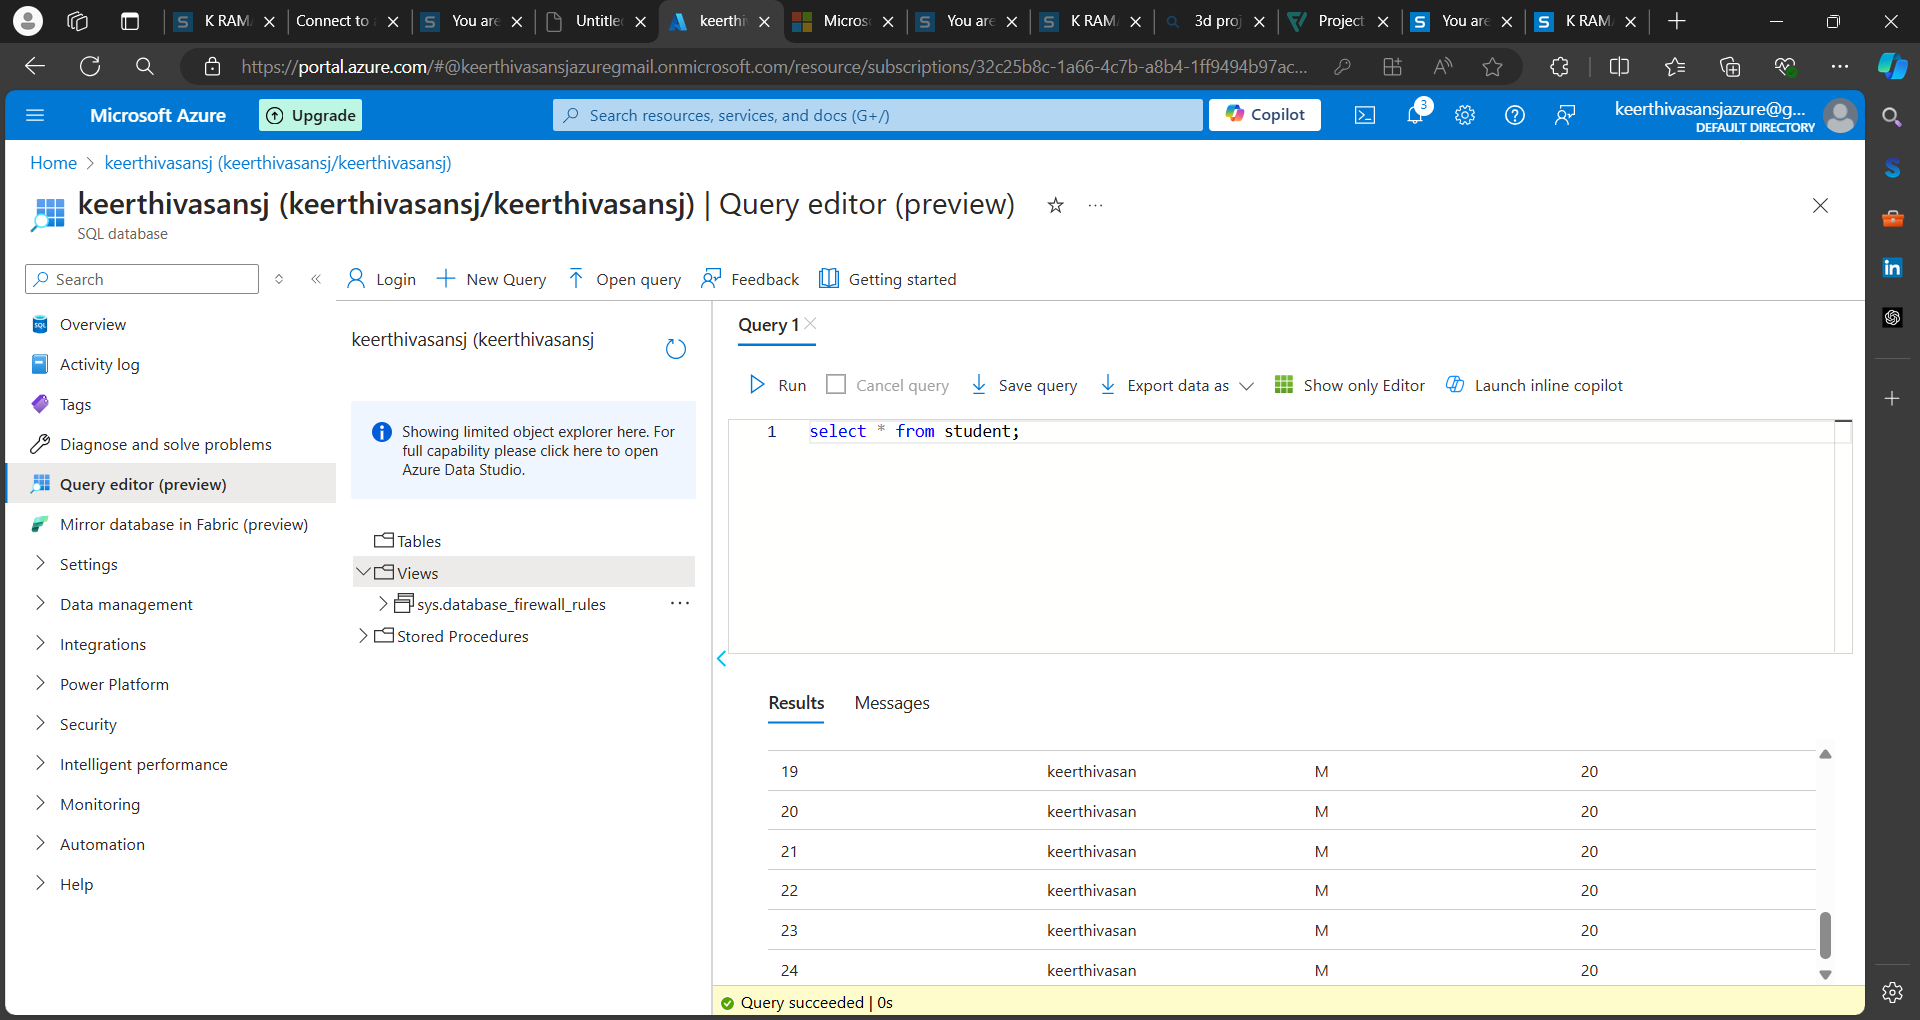 K RAM
Connect to
You are
Untitled
keerthiv
Microso
You are
K RAM
3d proj
Project
You are
K RAM
https://portal.azure.com/#@keerthivasansjazuregmail.onmicrosoft.com/resource/subscriptions/32c25b8c-1a66-4c7b-a8b4-1ff9494b97ac...
Microsoft Azure
Upgrade
Search resources, services, and docs (G+/)
Copilot
3
keerthivasansjazure@g...
DEFAULT DIRECTORY
Home > keerthivasansj (keerthivasansj/keerthivasansj)
keerthivasansj (keerthivasansj/keerthivasansj) | Query editor (preview)
SQL database
Search
Login
New Query
Open query
Feedback
Getting started
Overview
Activity log
Tags
Diagnose and solve problems
Query editor (preview)
Mirror database in Fabric (preview)
Settings
Data management
Integrations
Power Platform
Security
Intelligent performance
Monitoring
Automation
Help
keerthivasansj (keerthivasansj
Showing limited object explorer here. For
full capability please click here to open
Azure Data Studio.
Tables
Views
sys.database_firewall_rules
Stored Procedures
Query 1
Run
Cancel query
Save query
Export data as
Show only Editor
Launch inline copilot
1 select * from student;
Results
Messages
19 keerthivasan M 20
20 keerthivasan M 20
21 keerthivasan M 20
22 keerthivasan M 20
23 keerthivasan M 20
24 keerthivasan M 20
Query succeeded | 0s